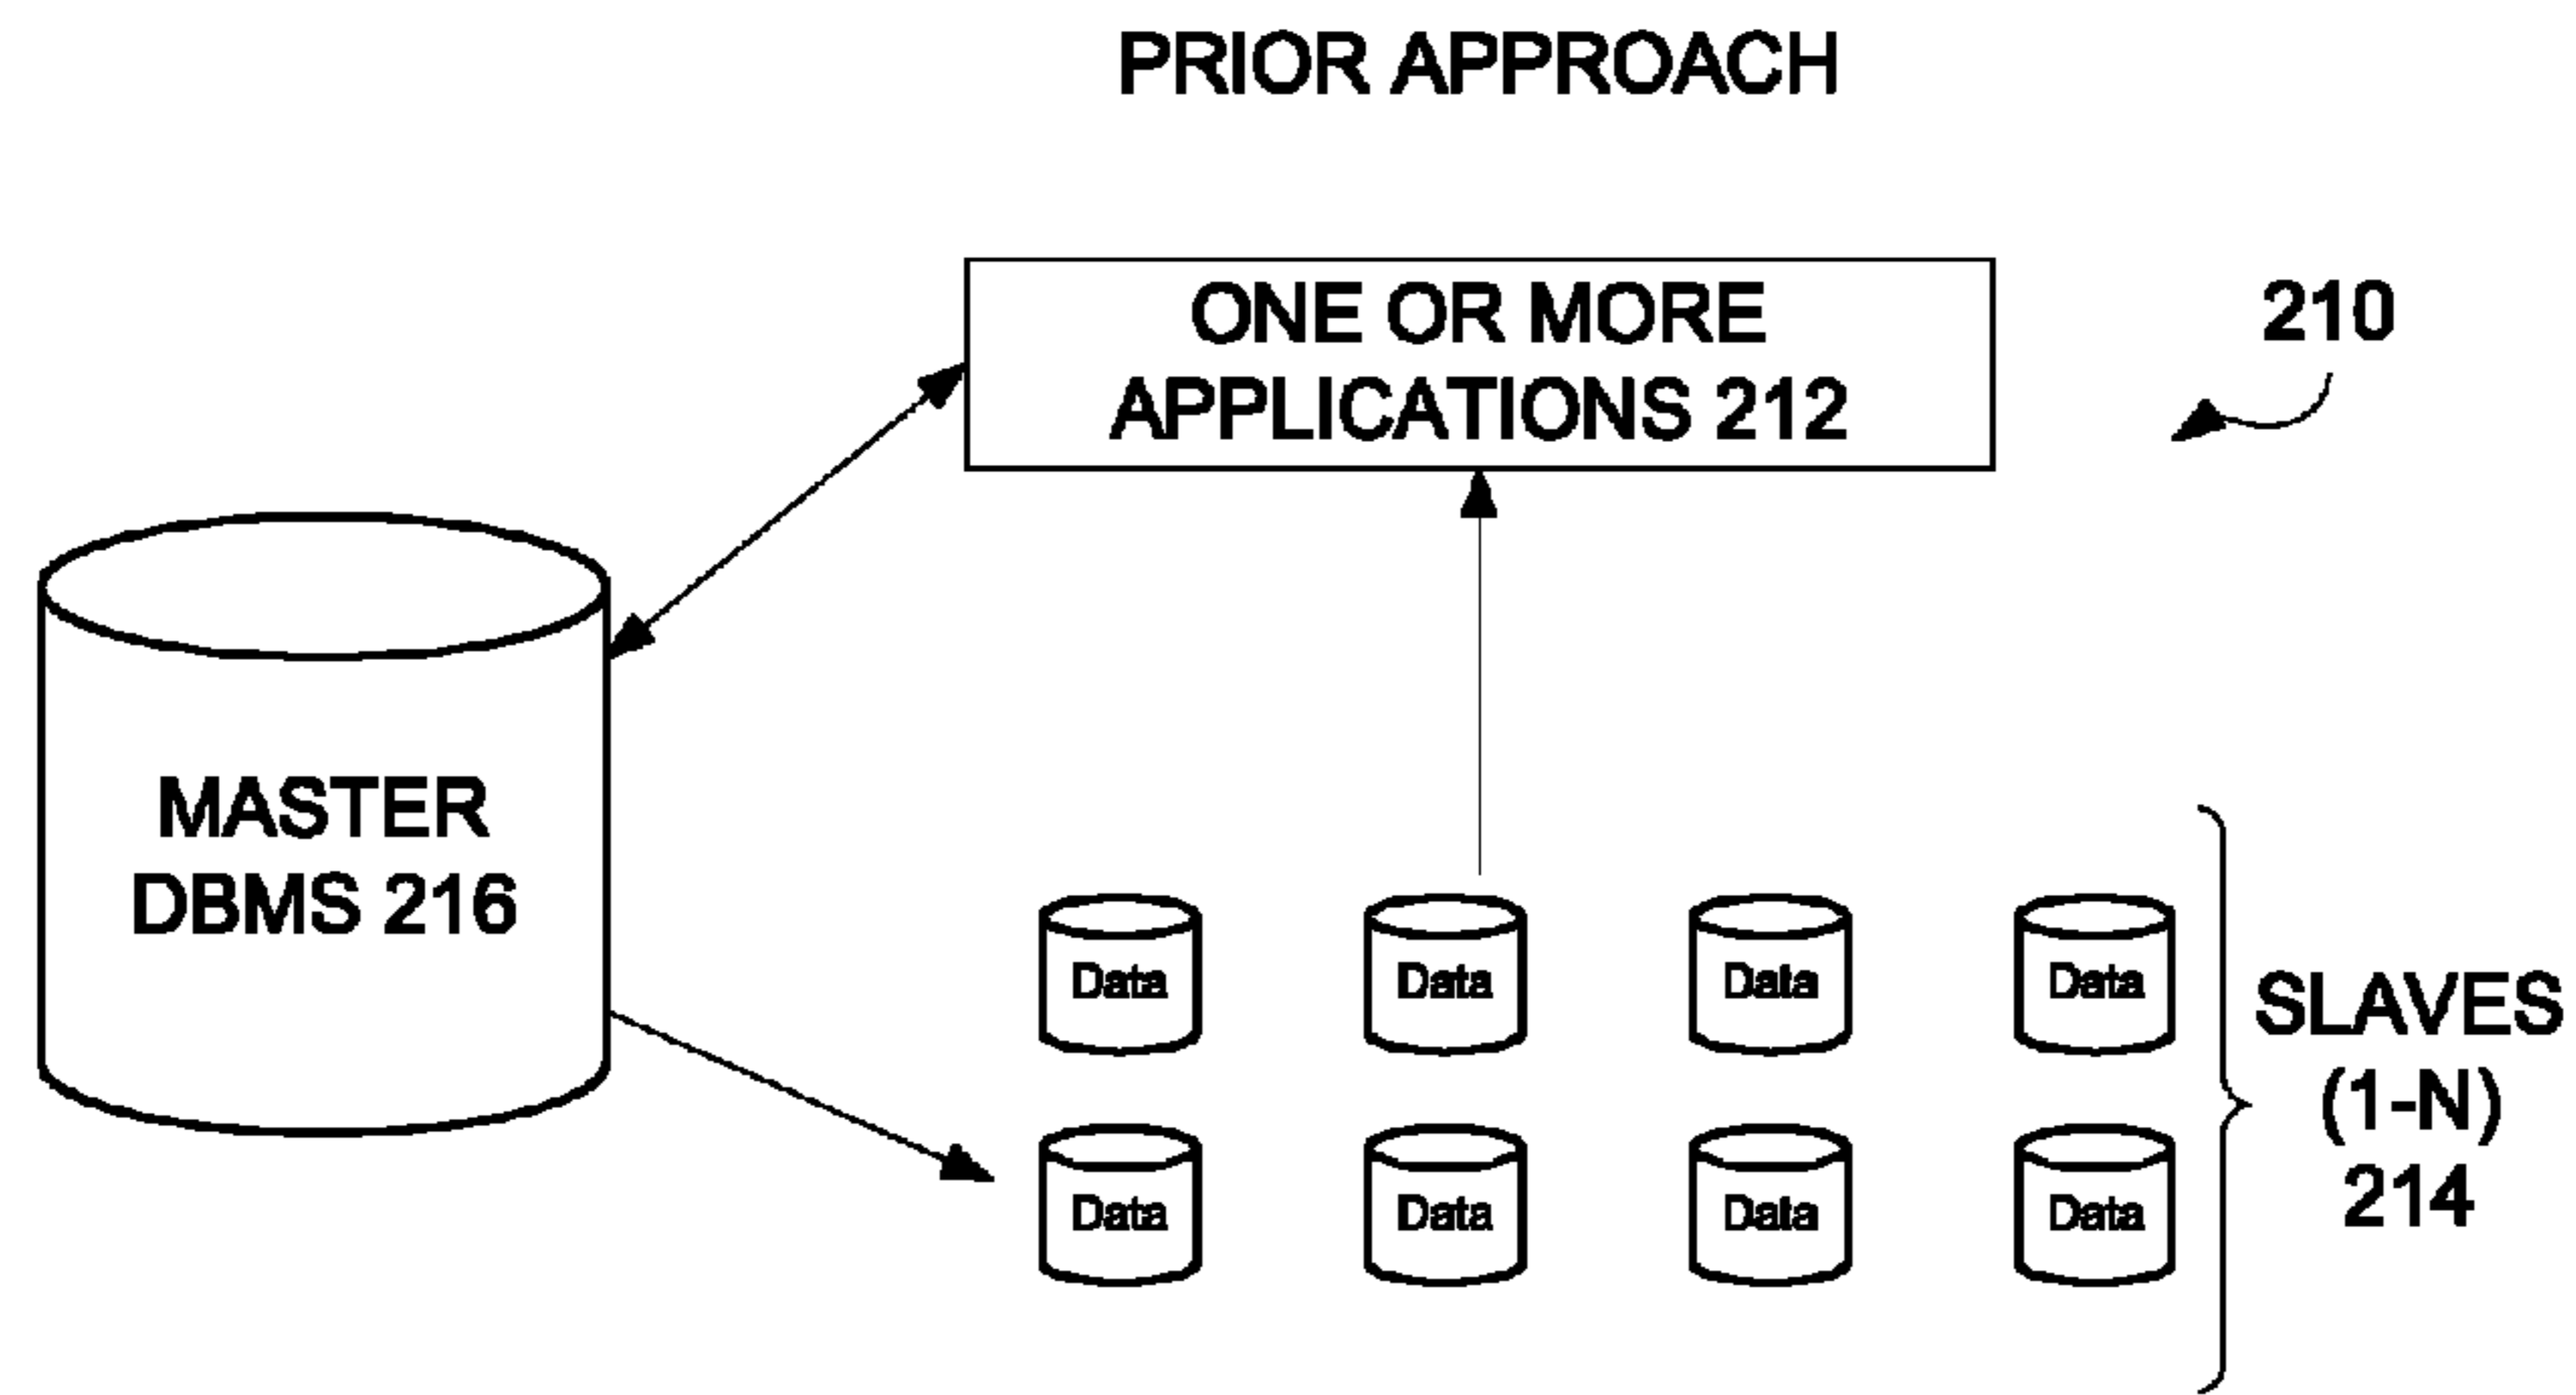 PRIOR APPROACH
ONE OR MORE
APPLICATIONS 212
210
MASTER
DBMS 216
Data
Data
Data
Data
Data
Data
Data
Data
SLAVES
(1-N)
214